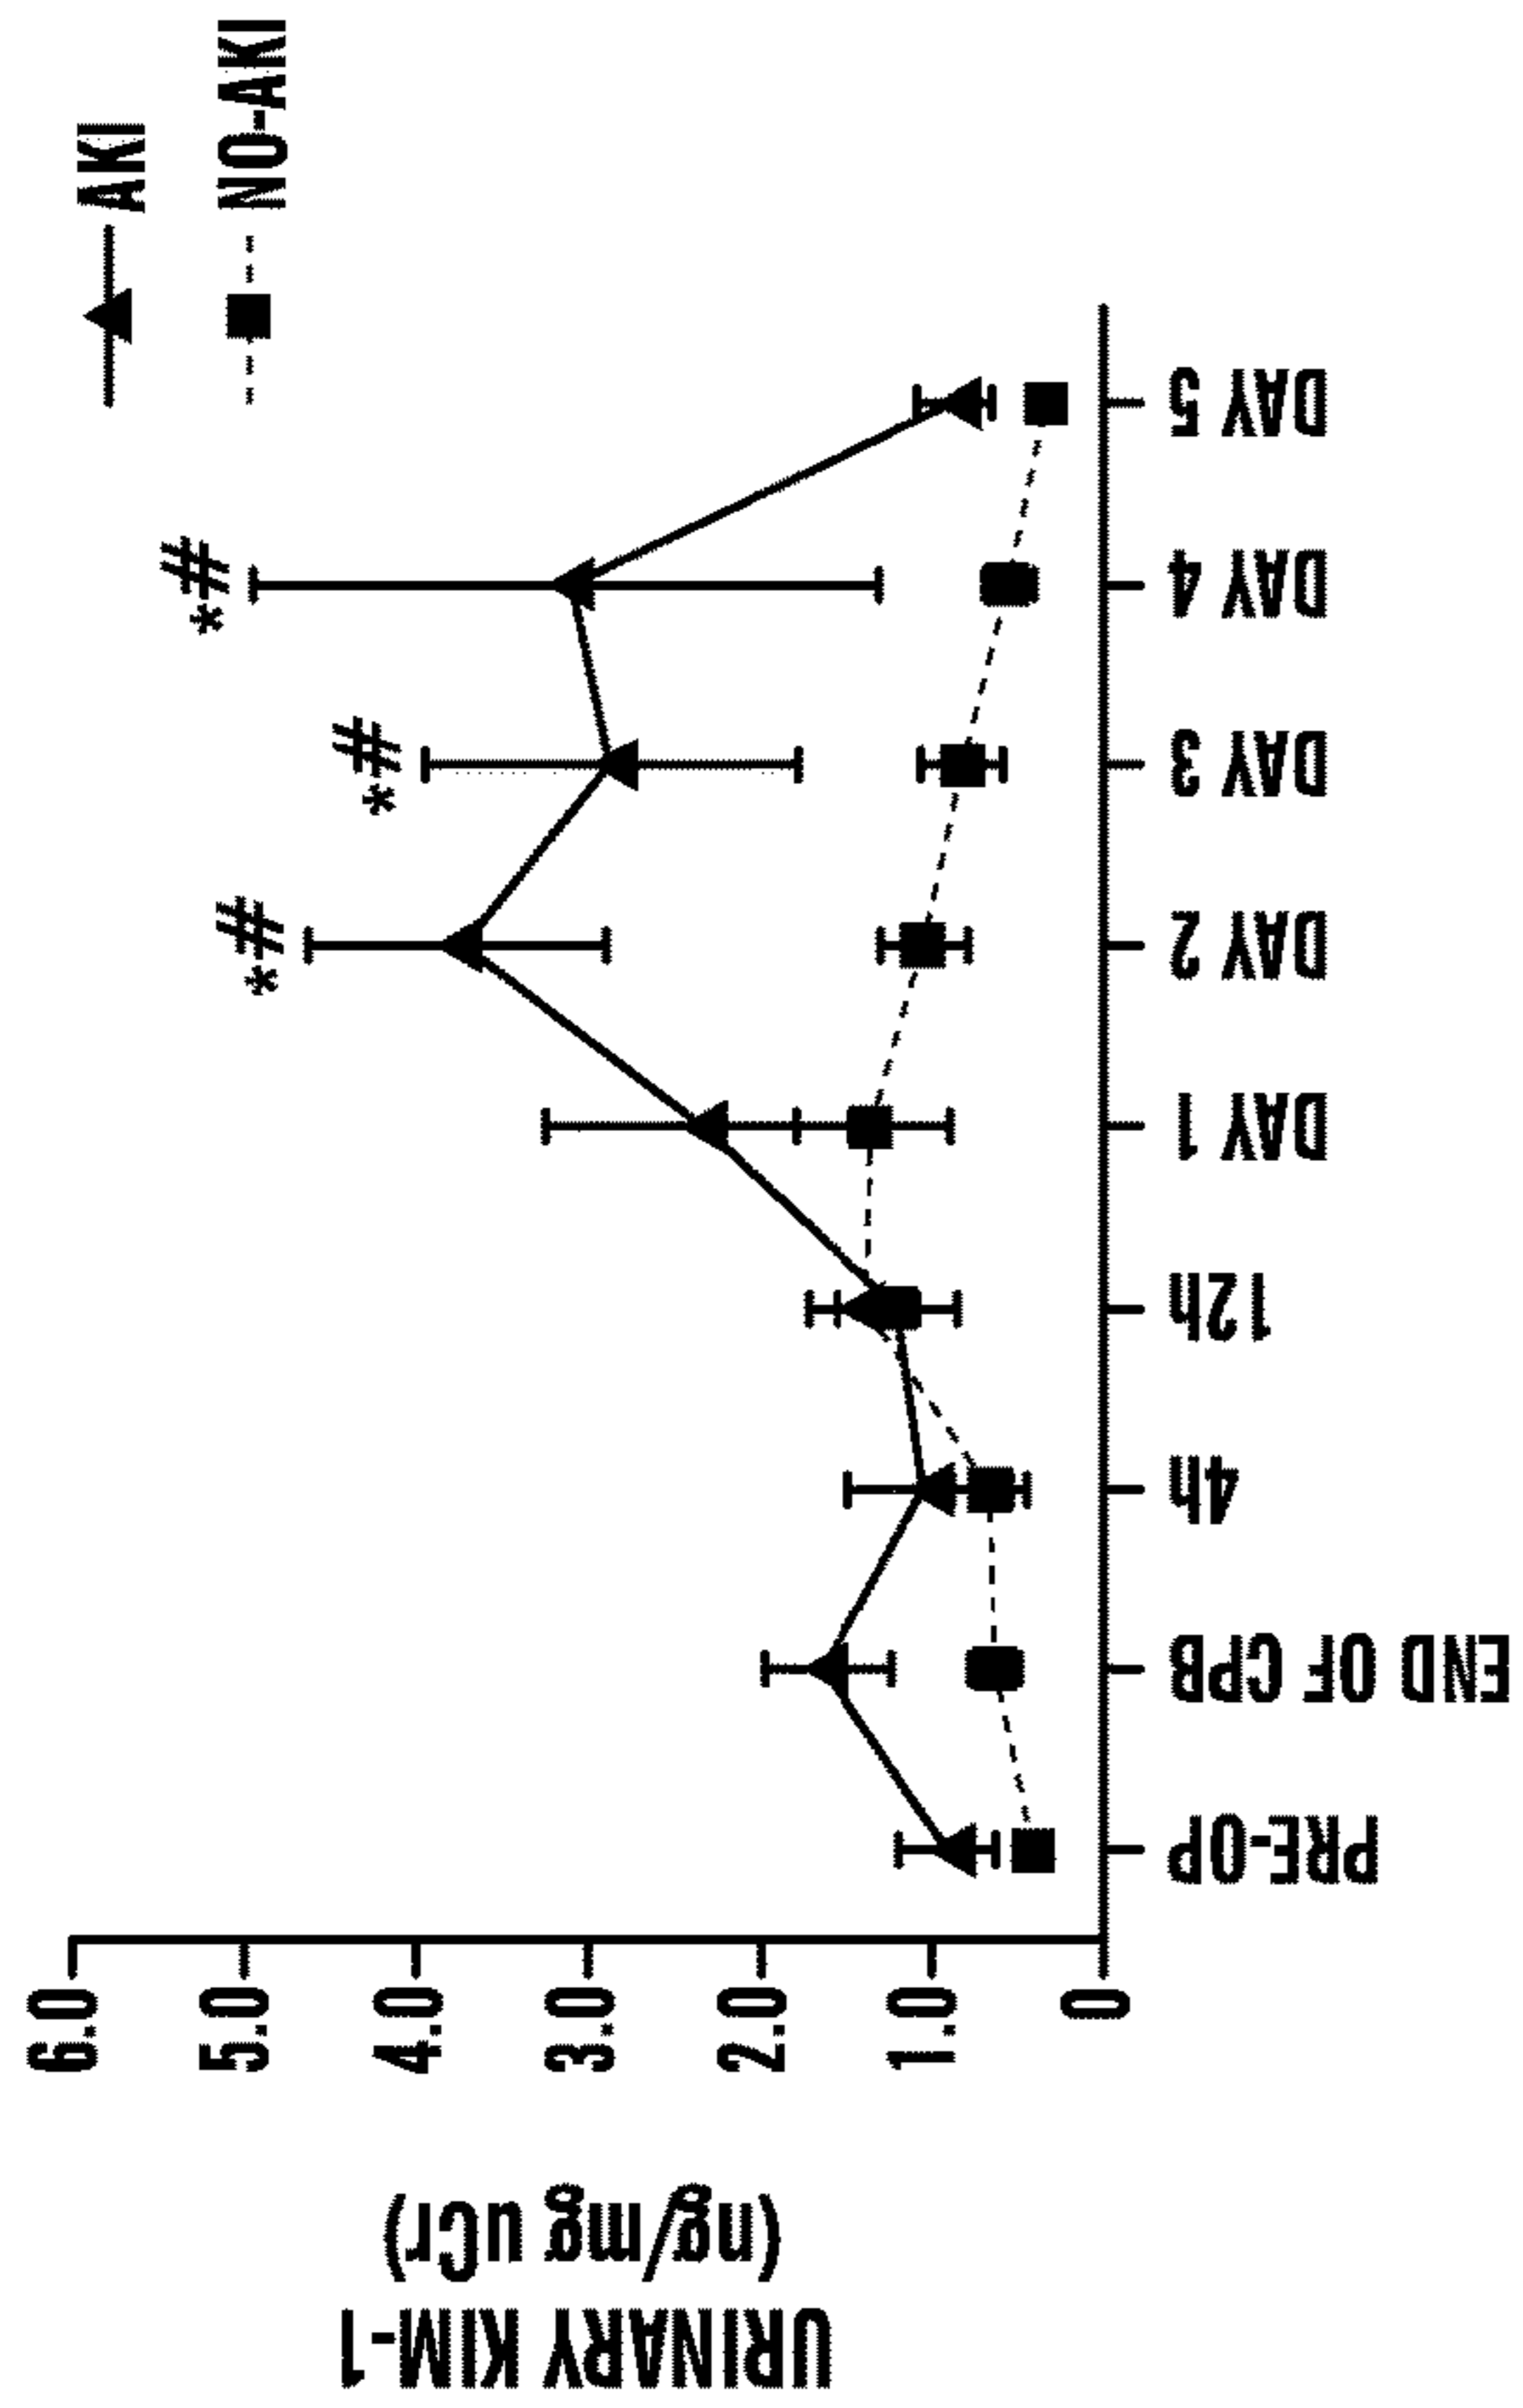 AKI
NO-AKI
*#
*#
*#
6.0
5.0
4.0
3.0
2.0
1.0
0
URINARY KIM-1
(ng/mg uCr)
PRE-OP
END OF CPB
4h
12h
DAY 1
DAY 2
DAY 3
DAY 4
DAY 5